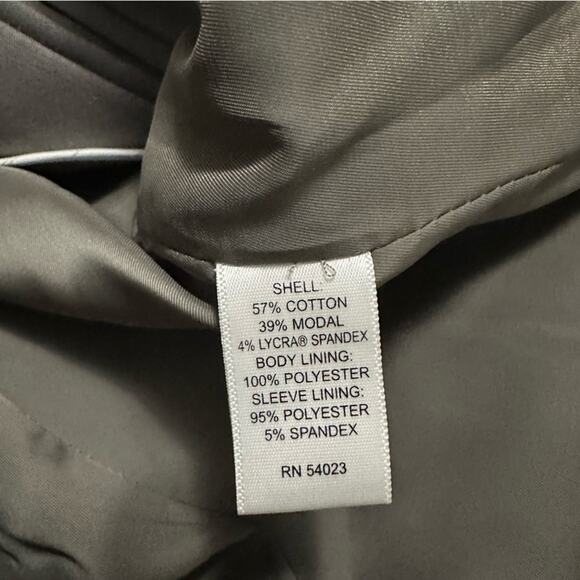 SHELL:
57% COTTON
39% MODAL
4% LYCRA® SPANDEX
BODY LINING:
100% POLYESTER
SLEEVE LINING:
95% POLYESTER
5% SPANDEX
RN 54023